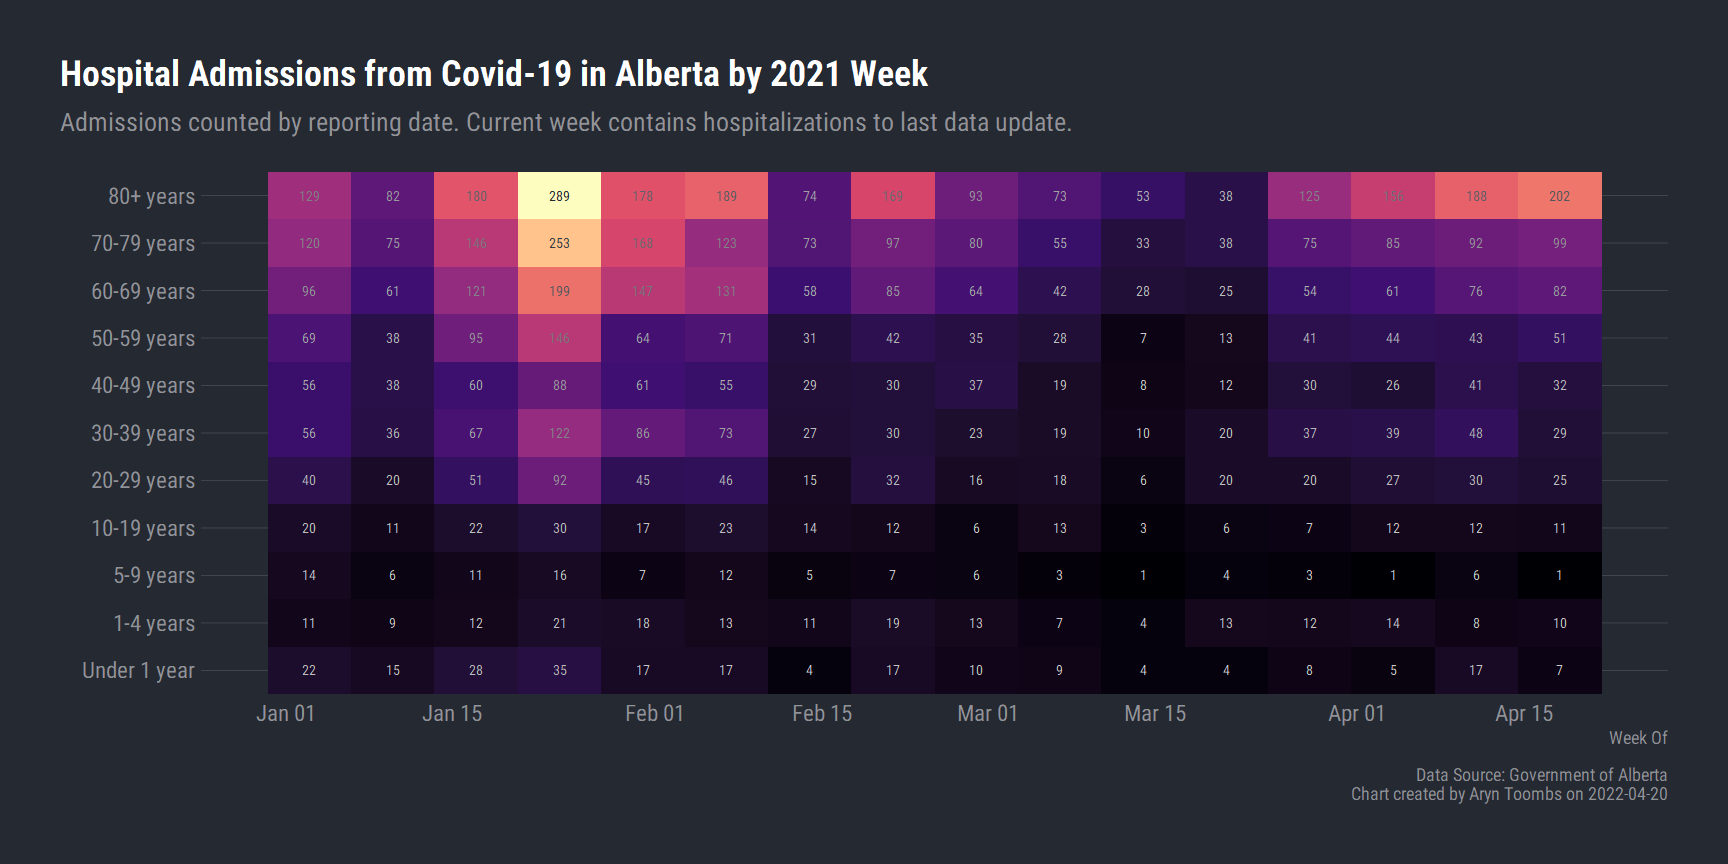 Hospital Admissions from Covid-19 in Alberta by 2021 Week
Admissions counted by reporting date. Current week contains hospitalizations to last data update.
80+ years 129 82 180 289 178 189 74 169 93 73 53 38 125 156 188 202
70-79 years 120 75 146 253 168 123 73 97 80 55 33 38 75 85 92 99
60-69 years 96 61 121 199 147 131 58 85 64 42 28 25 54 61 76 82
50-59 years 69 38 95 146 64 71 31 42 35 28 7 13 41 44 43 51
40-49 years 56 38 60 88 61 55 29 30 37 19 8 12 30 26 41 32
30-39 years 56 36 67 122 86 73 27 30 23 19 10 20 37 39 48 29
20-29 years 40 20 51 92 45 46 15 32 16 18 6 20 20 27 30 25
10-19 years 20 11 22 30 17 23 14 12 6 13 3 6 7 12 12 11
5-9 years 14 6 11 16 7 12 5 7 6 3 1 4 3 1 6 1
1-4 years 11 9 12 21 18 13 11 19 13 7 4 13 12 14 8 10
Under 1 year 22 15 28 35 17 17 4 17 10 9 4 4 8 5 17 7
Jan 01 Jan 15 Feb 01 Feb 15 Mar 01 Mar 15 Apr 01 Apr 15
Week Of
Data Source: Government of Alberta
Chart created by Aryn Toombs on 2022-04-20